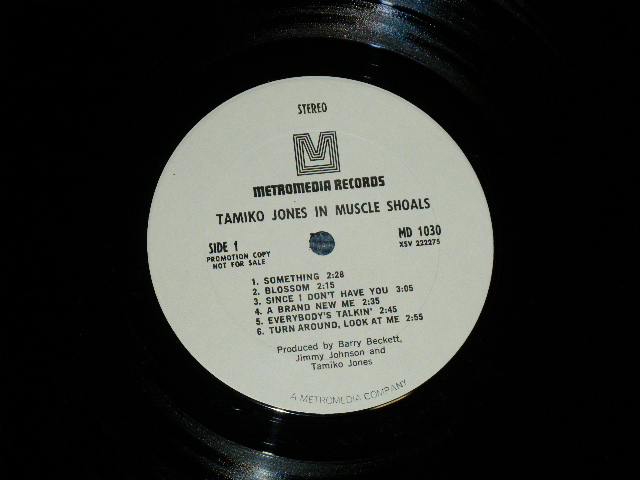 STEREO
M
METROMEDIA RECORDS
TAMIKO JONES IN MUSCLE SHOALS
SIDE 1
PROMOTION COPY
NOT FOR SALE
MD 1030
XSV 222275
1. SOMETHING 2:28
2. BLOSSOM 2:15
3. SINCE I DON'T HAVE YOU 3:05
4. A BRAND NEW ME 2:35
5. EVERYBODY'S TALKIN' 2:45
6. TURN AROUND, LOOK AT ME 2:55
Produced by Barry Beckett,
Jimmy Johnson and
Tamiko Jones
A METROMEDIA COMPANY